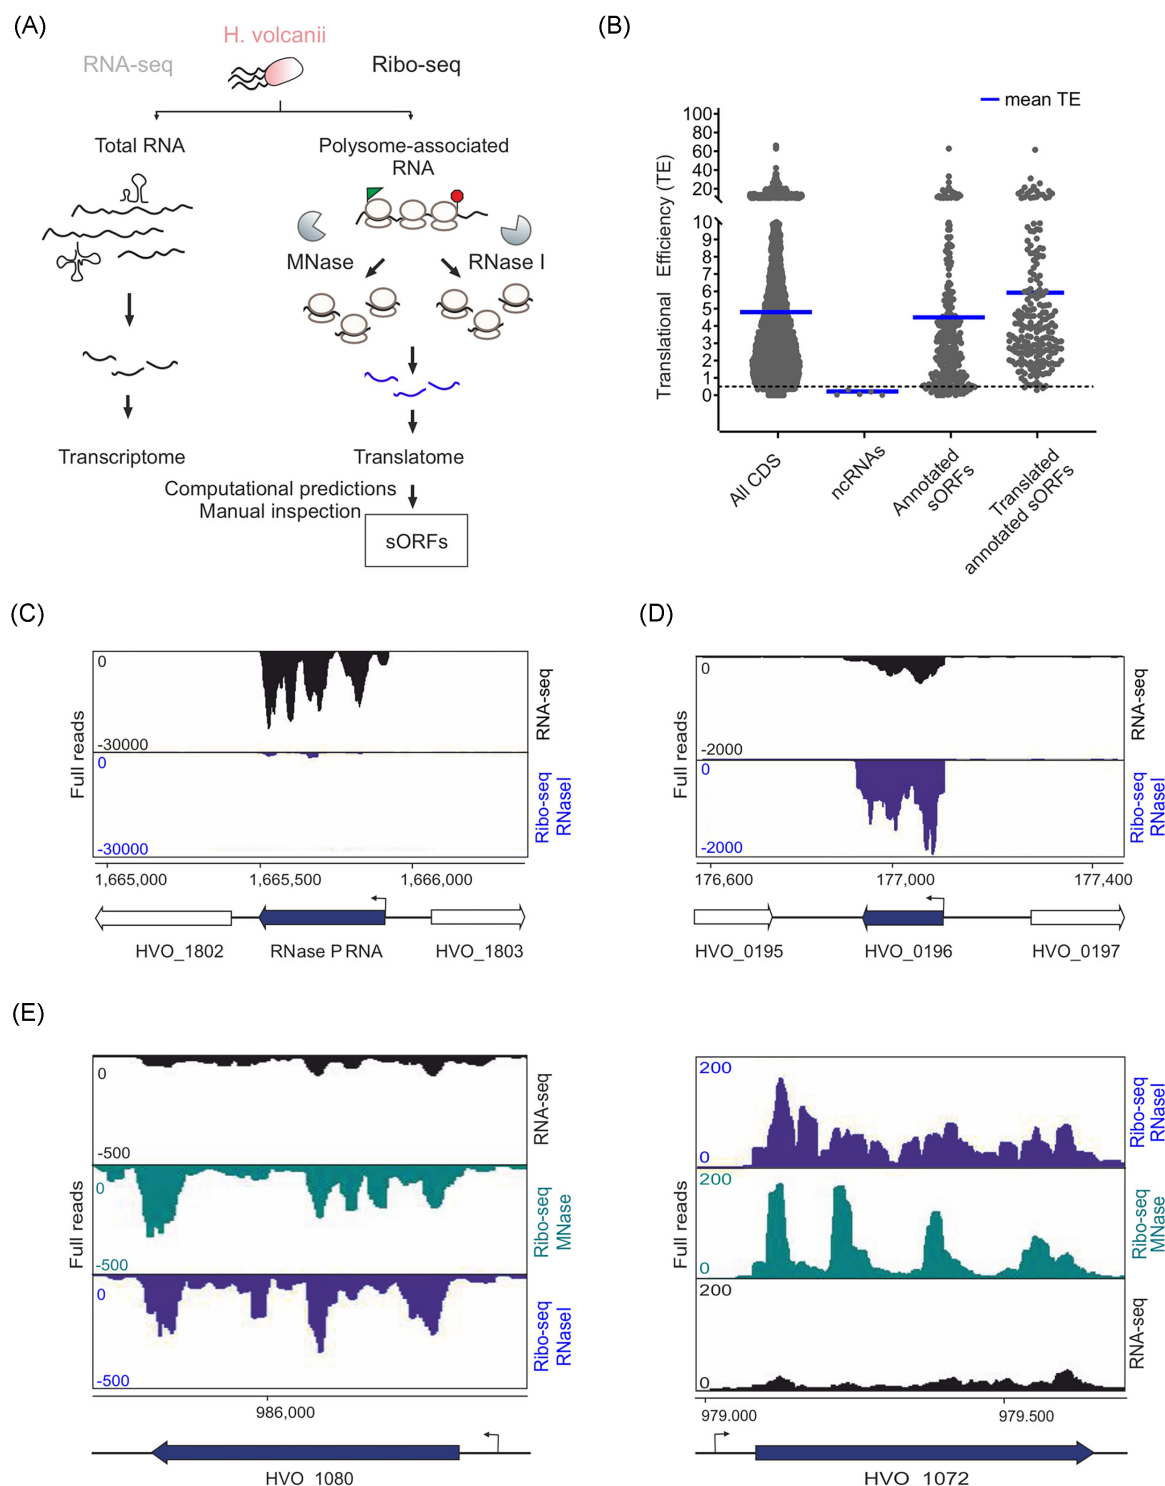 (A)
H. volcanii
RNA-seq
Ribo-seq
Total RNA
Polysome-associated
RNA
MNase
RNase I
Transcriptome
Translatome
Computational predictions
Manual inspection
sORFs
(B)
mean TE
Translational Efficiency (TE)
100
80
60
40
20
10
9
8
7
6
5
4
3
2
1
0
All CDS
ncRNAs
Annotated
sORFs
Translated
annotated sORFs
(C)
Full reads
0
-30000
RNA-seq
0
-30000
Ribo-seq
RNaseI
1,665,000
1,665,500
1,666,000
HVO_1802
RNase P RNA
HVO_1803
(D)
Full reads
0
-2000
RNA-seq
0
-2000
Ribo-seq
RNaseI
176,600
177,000
177,400
HVO_0195
HVO_0196
HVO_0197
(E)
Full reads
0
-500
RNA-seq
0
-500
Ribo-seq
MNase
0
-500
Ribo-seq
RNaseI
986,000
HVO_1080
Full reads
200
0
Ribo-seq
RNaseI
200
0
Ribo-seq
MNase
200
0
RNA-seq
979.000
979.500
HVO_1072